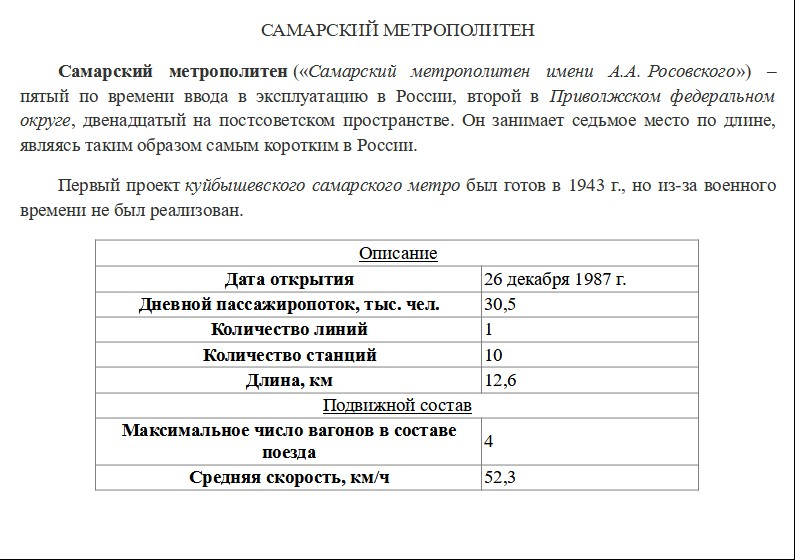 САМАРСКИЙ МЕТРОПОЛИТЕН
Самарский метрополитен («Самарский метрополитен имени А.А. Росовского») –
пятый по времени ввода в эксплуатацию в России, второй в Приволжском федеральном
округе, двенадцатый на постсоветском пространстве. Он занимает седьмое место по длине,
являясь таким образом самым коротким в России.
Первый проект куйбышевского самарского метро был готов в 1943 г., но из-за военного
времени не был реализован.
Описание
Дата открытия 26 декабря 1987 г.
Дневной пассажиропоток, тыс. чел. 30,5
Количество линий 1
Количество станций 10
Длина, км 12,6
Подвижной состав
Максимальное число вагонов в составе
поезда 4
Средняя скорость, км/ч 52,3